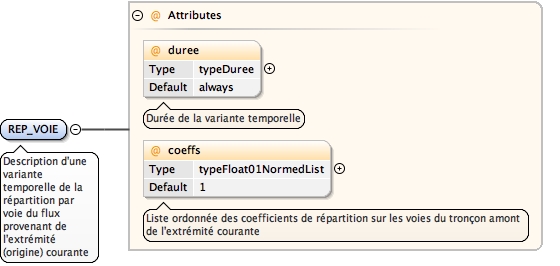 Attributes
@ duree
Type typeDuree
Default always
Durée de la variante temporelle
REP_VOIE
Description d'une
variante
temporelle de la
répartition par
voie du flux
provenant de
l'extrémité
(origine) courante
@ coeffs
Type typeFloat01NormedList
Default 1
Liste ordonnée des coefficients de répartition sur les voies du tronçon amont
de l'extrémité courante